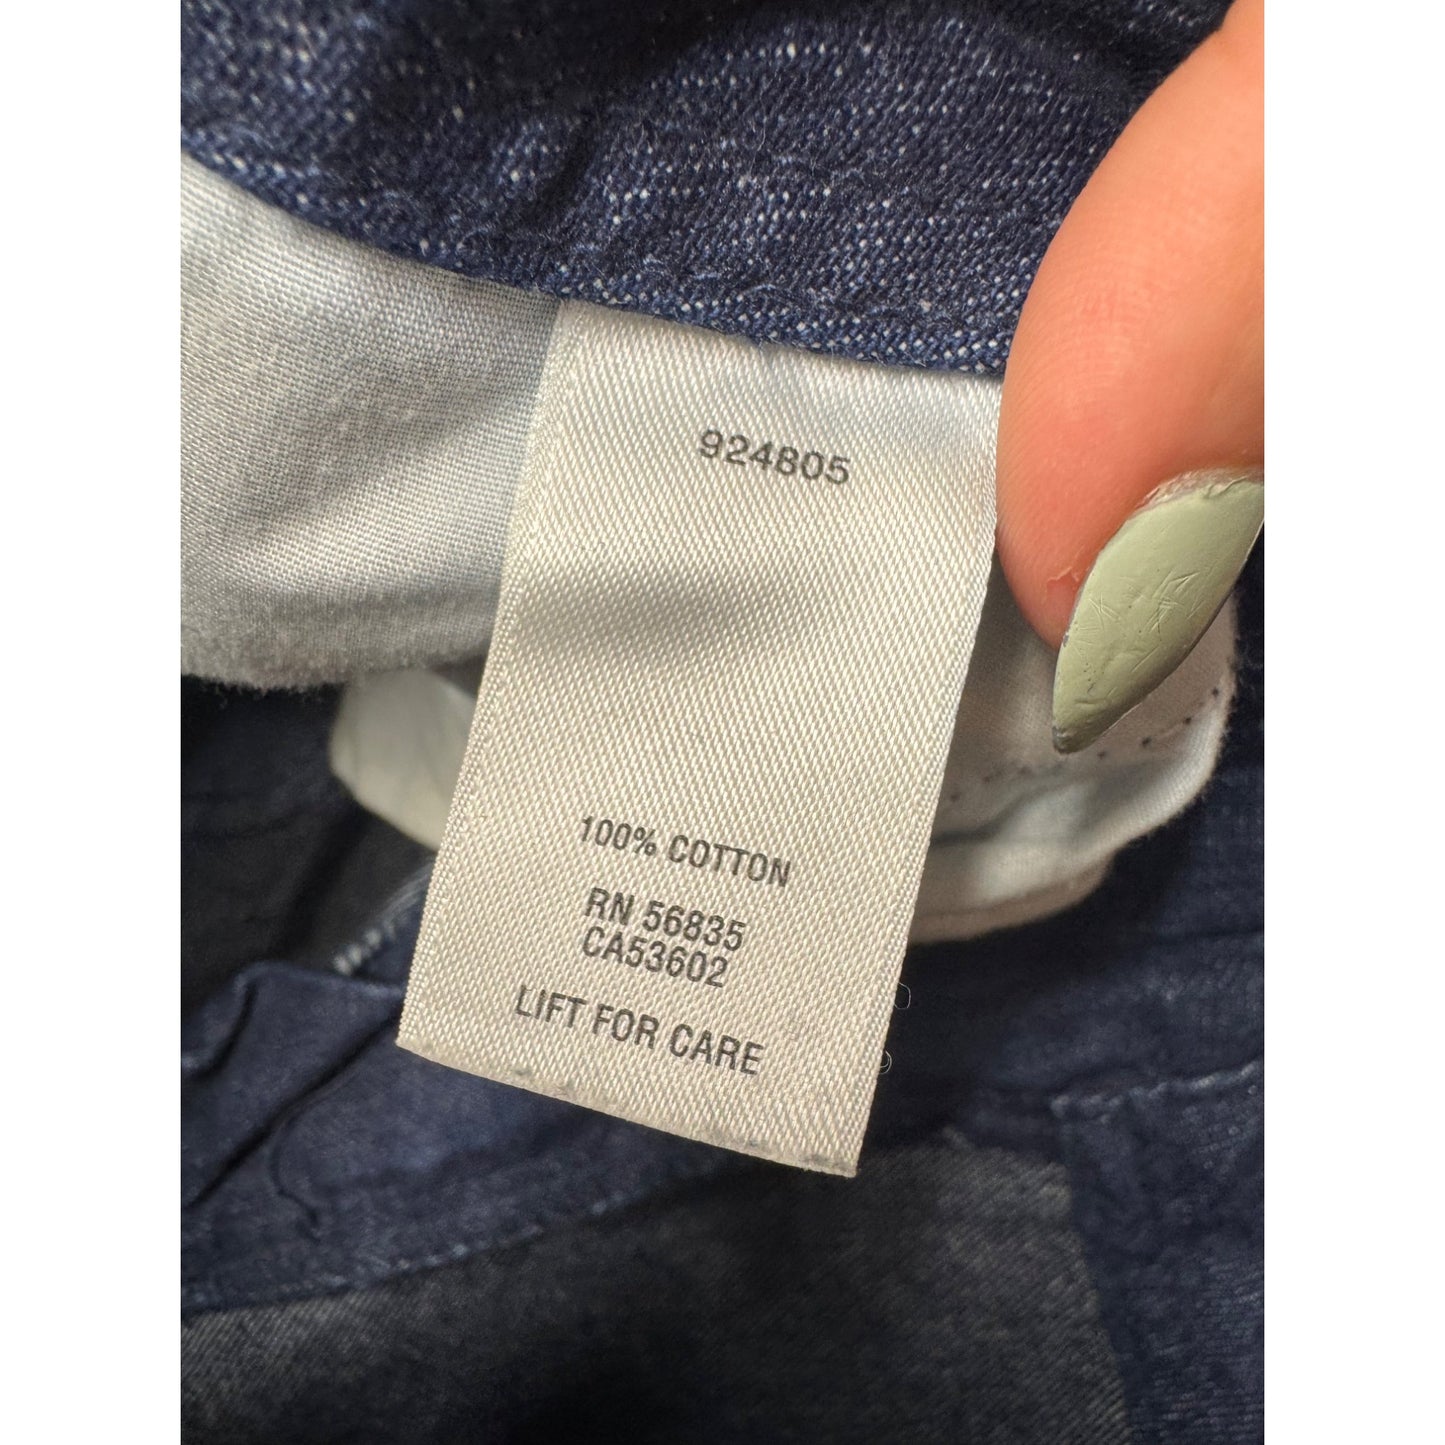 924805
100% COTTON
RN 56835
CA53602
LIFT FOR CARE